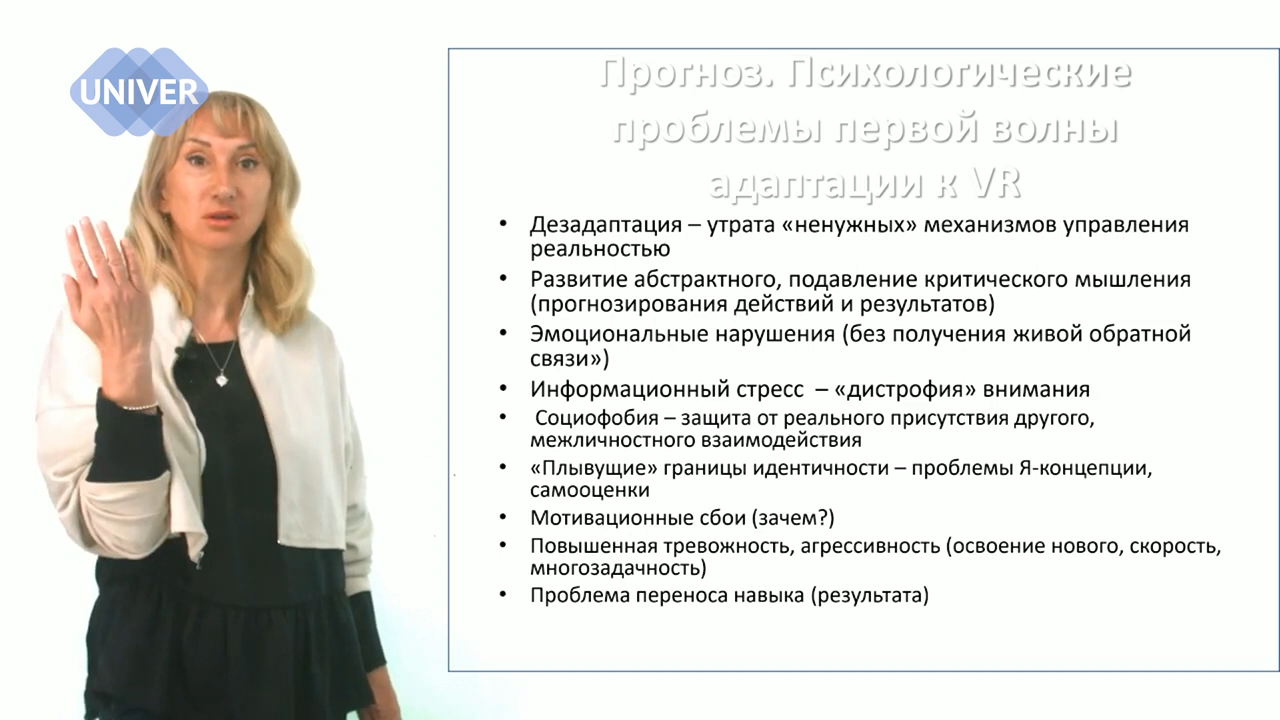 UNIVER
Прогноз. Психологические
проблемы первой волны
адаптации к VR
• Дезадаптация – утрата «ненужных» механизмов управления
реальностью
• Развитие абстрактного, подавление критического мышления
(прогнозирования действий и результатов)
• Эмоциональные нарушения (без получения живой обратной
связи»)
• Информационный стресс – «дистрофия» внимания
• Социофобия – защита от реального присутствия другого,
межличностного взаимодействия
• «Плывущие» границы идентичности – проблемы Я-концепции,
самооценки
• Мотивационные сбои (зачем?)
• Повышенная тревожность, агрессивность (освоение нового, скорость,
многозадачность)
• Проблема переноса навыка (результата)